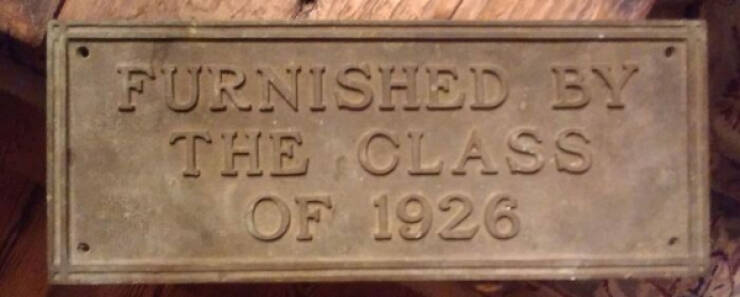 FURNISHED BY
THE CLASS
OF 1926